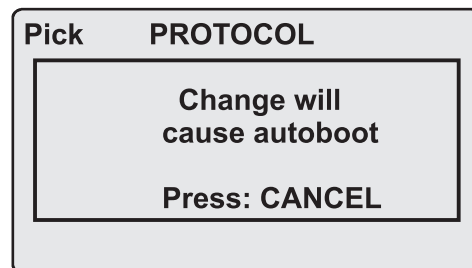 Pick PROTOCOL
Change will
cause autoboot
Press: CANCEL